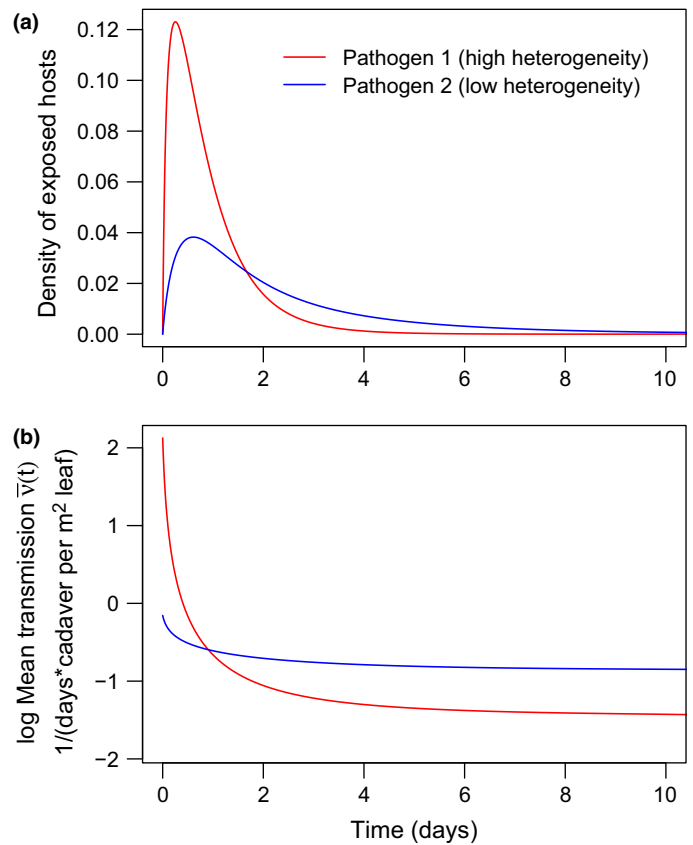 (a)
Density of exposed hosts
0.12
0.10
0.08
0.06
0.04
0.02
0.00
Pathogen 1 (high heterogeneity)
Pathogen 2 (low heterogeneity)
0 2 4 6 8 10
(b)
log Mean transmission ν̅(t)
1/(days*cadaver per m² leaf)
2
1
0
−1
−2
0 2 4 6 8 10
Time (days)